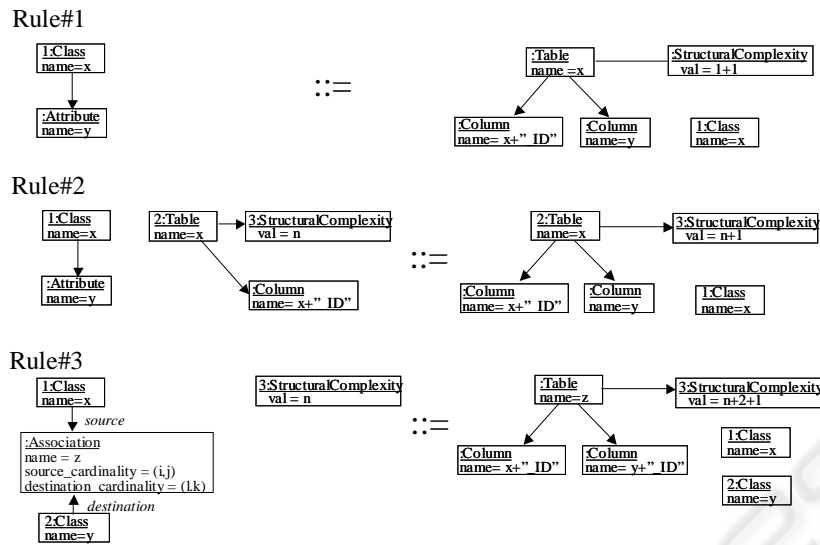 Rule#1
1:Class
name=x
:Attribute
name=y
::=
:Table
name =x
:StructuralComplexity
val = 1+1
:Column
name= x+”_ID”
:Column
name=y
1:Class
name=x
Rule#2
1:Class
name=x
:Attribute
name=y
2:Table
name=x
3:StructuralComplexity
val = n
:Column
name= x+”_ID”
::=
2:Table
name=x
3:StructuralComplexity
val = n+1
:Column
name= x+”_ID”
:Column
name=y
1:Class
name=x
Rule#3
1:Class
name=x
source
:Association
name = z
source_cardinality = (i,j)
destination_cardinality = (l.k)
destination
2:Class
name=y
3:StructuralComplexity
val = n
::=
:Table
name=z
3:StructuralComplexity
val = n+2+1
:Column
name= x+”_ID”
:Column
name= y+”_ID”
1:Class
name=x
2:Class
name=y